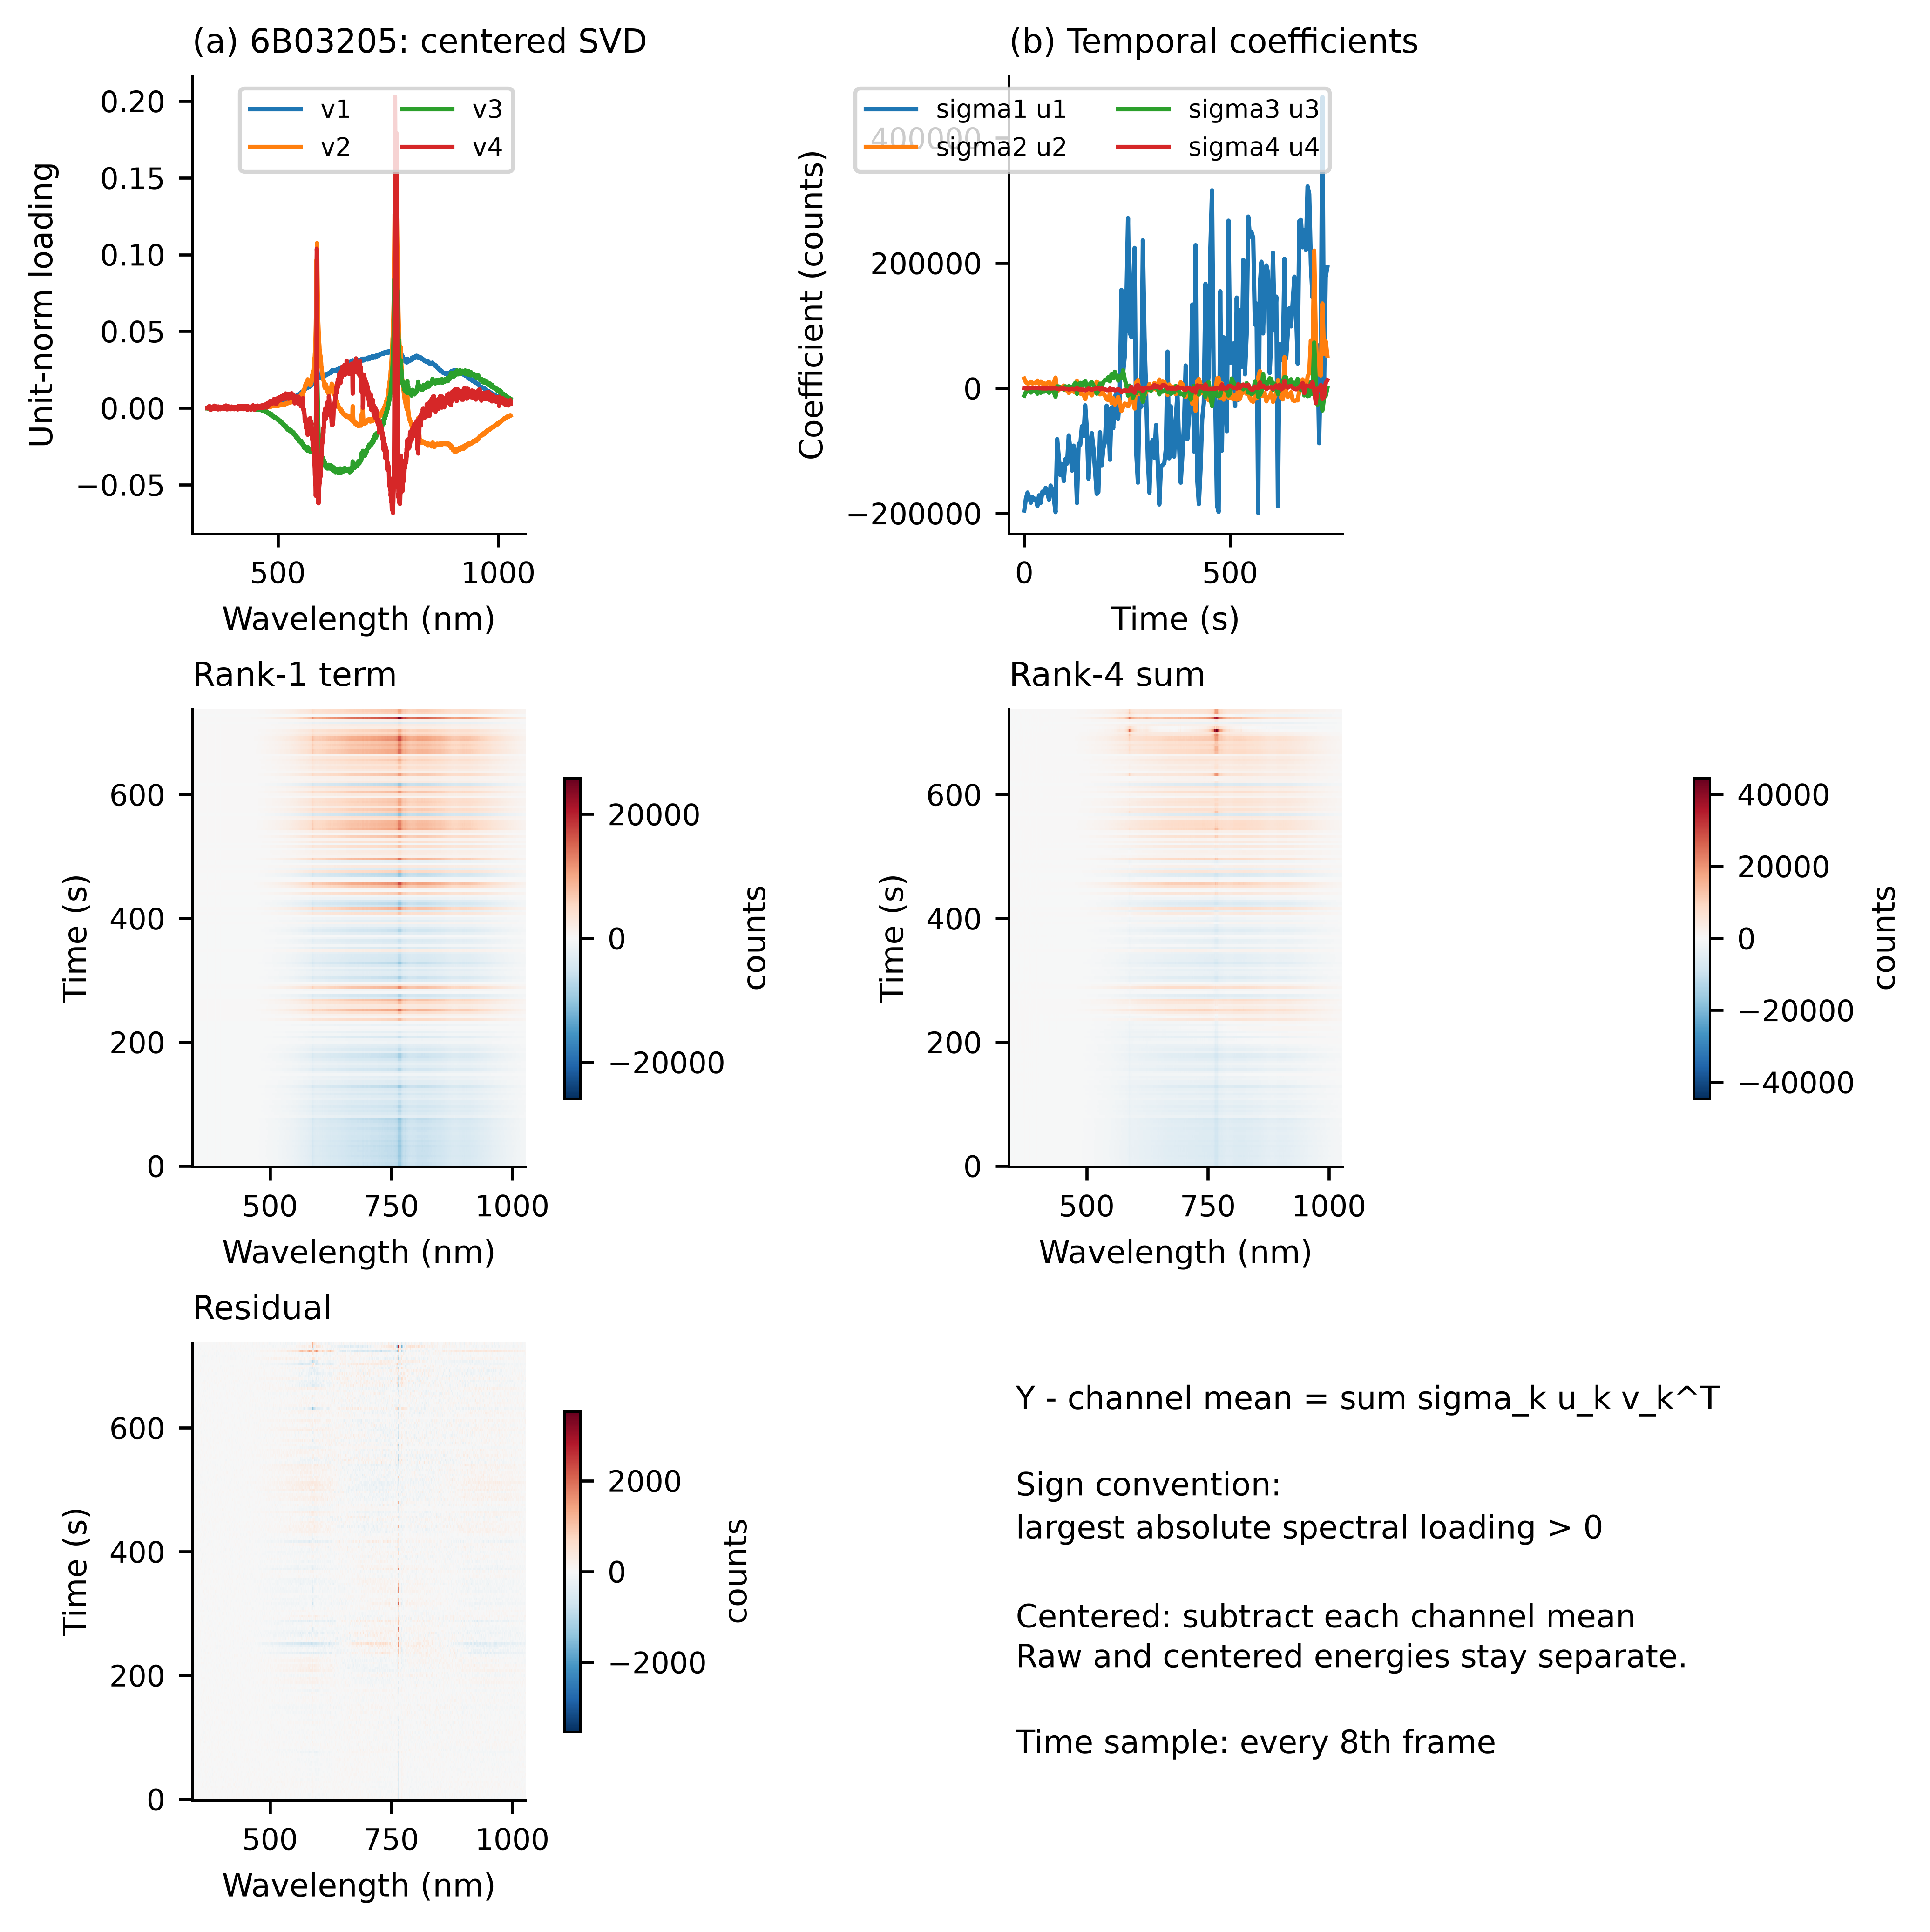 (a) 6B03205: centered SVD
(b) Temporal coefficients
v1
v3
v2
v4
0.20
0.15
0.10
0.05
0.00
−0.05
Unit-norm loading
500
1000
Wavelength (nm)
sigma1 u1
sigma3 u3
sigma2 u2
sigma4 u4
400000
200000
0
−200000
Coefficient (counts)
0
500
Time (s)
Rank-1 term
600
400
200
0
Time (s)
500
750
1000
Wavelength (nm)
20000
0
−20000
counts
Rank-4 sum
600
400
200
0
Time (s)
500
750
1000
Wavelength (nm)
40000
20000
0
−20000
−40000
counts
Residual
600
400
200
0
Time (s)
500
750
1000
Wavelength (nm)
2000
0
−2000
counts
Y - channel mean = sum sigma_k u_k v_k^T
Sign convention:
largest absolute spectral loading > 0
Centered: subtract each channel mean
Raw and centered energies stay separate.
Time sample: every 8th frame